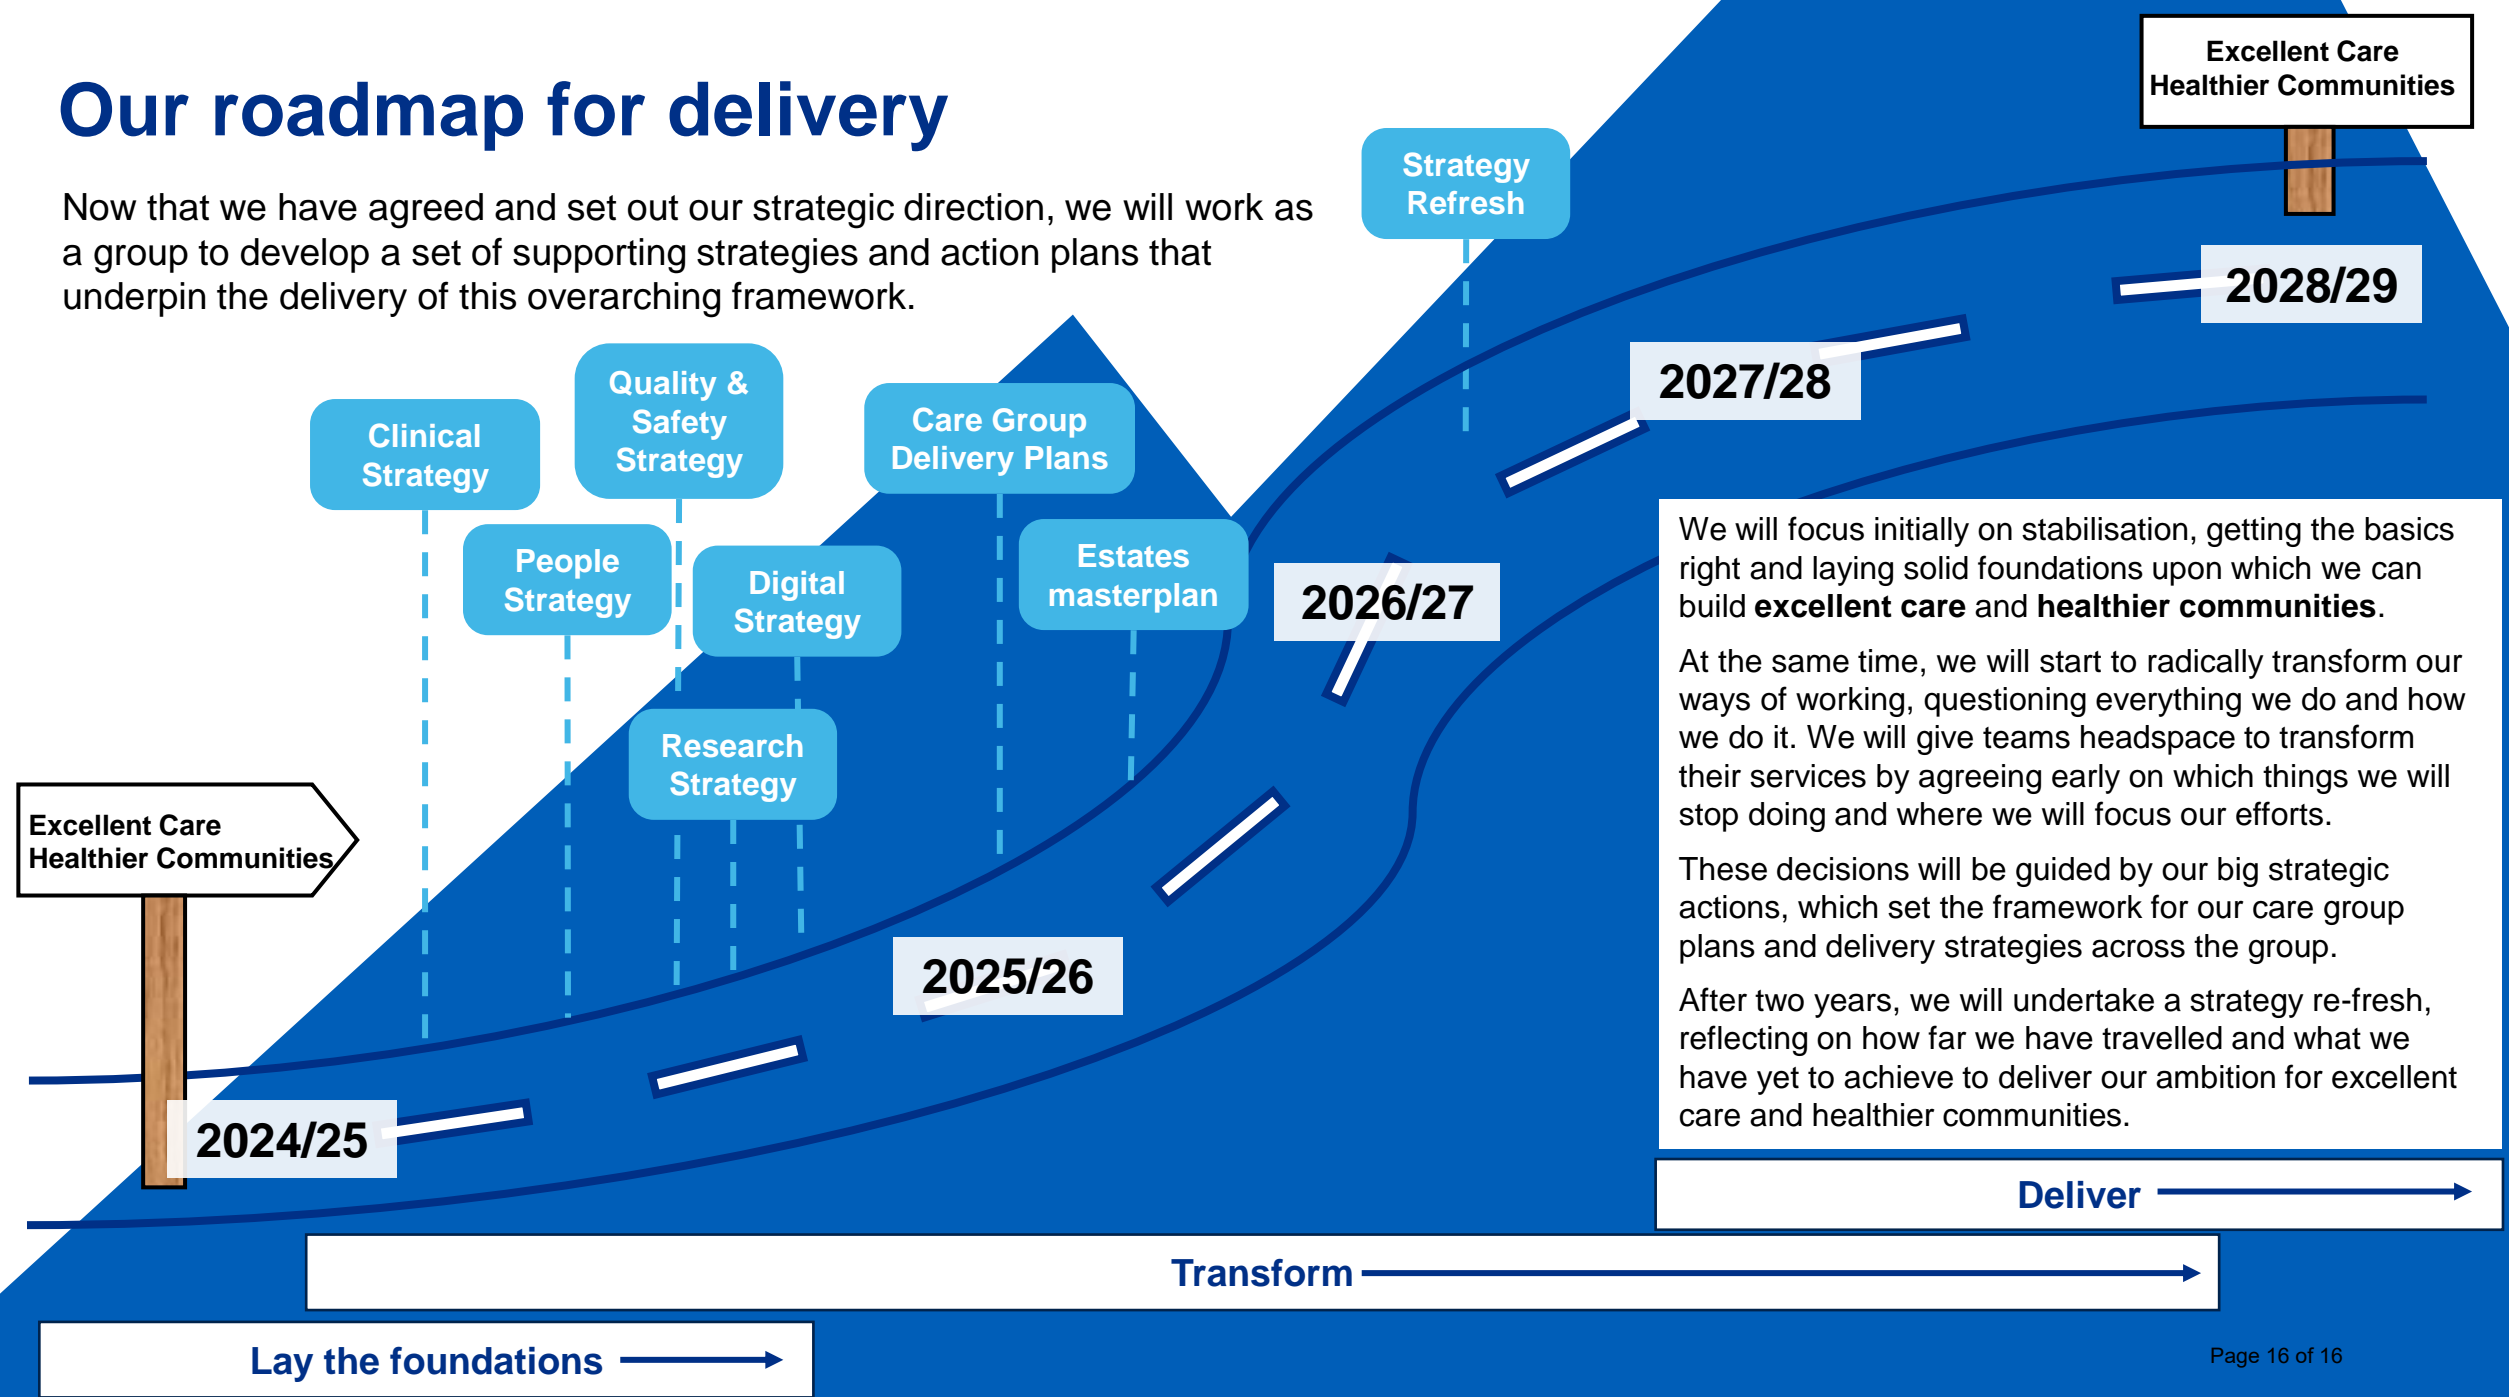 Our roadmap for delivery
Now that we have agreed and set out our strategic direction, we will work as
a group to develop a set of supporting strategies and action plans that
underpin the delivery of this overarching framework.
Excellent Care
Healthier Communities
Strategy
Refresh
2028/29
2027/28
Quality &
Safety
Strategy
Clinical
Strategy
Care Group
Delivery Plans
People
Strategy
Digital
Strategy
Estates
masterplan
2026/27
Research
Strategy
Excellent Care
Healthier Communities
2025/26
2024/25
We will focus initially on stabilisation, getting the basics
right and laying solid foundations upon which we can
build excellent care and healthier communities.
At the same time, we will start to radically transform our
ways of working, questioning everything we do and how
we do it. We will give teams headspace to transform
their services by agreeing early on which things we will
stop doing and where we will focus our efforts.
These decisions will be guided by our big strategic
actions, which set the framework for our care group
plans and delivery strategies across the group.
After two years, we will undertake a strategy re-fresh,
reflecting on how far we have travelled and what we
have yet to achieve to deliver our ambition for excellent
care and healthier communities.
Deliver
Transform
Lay the foundations
Page 16 of 16